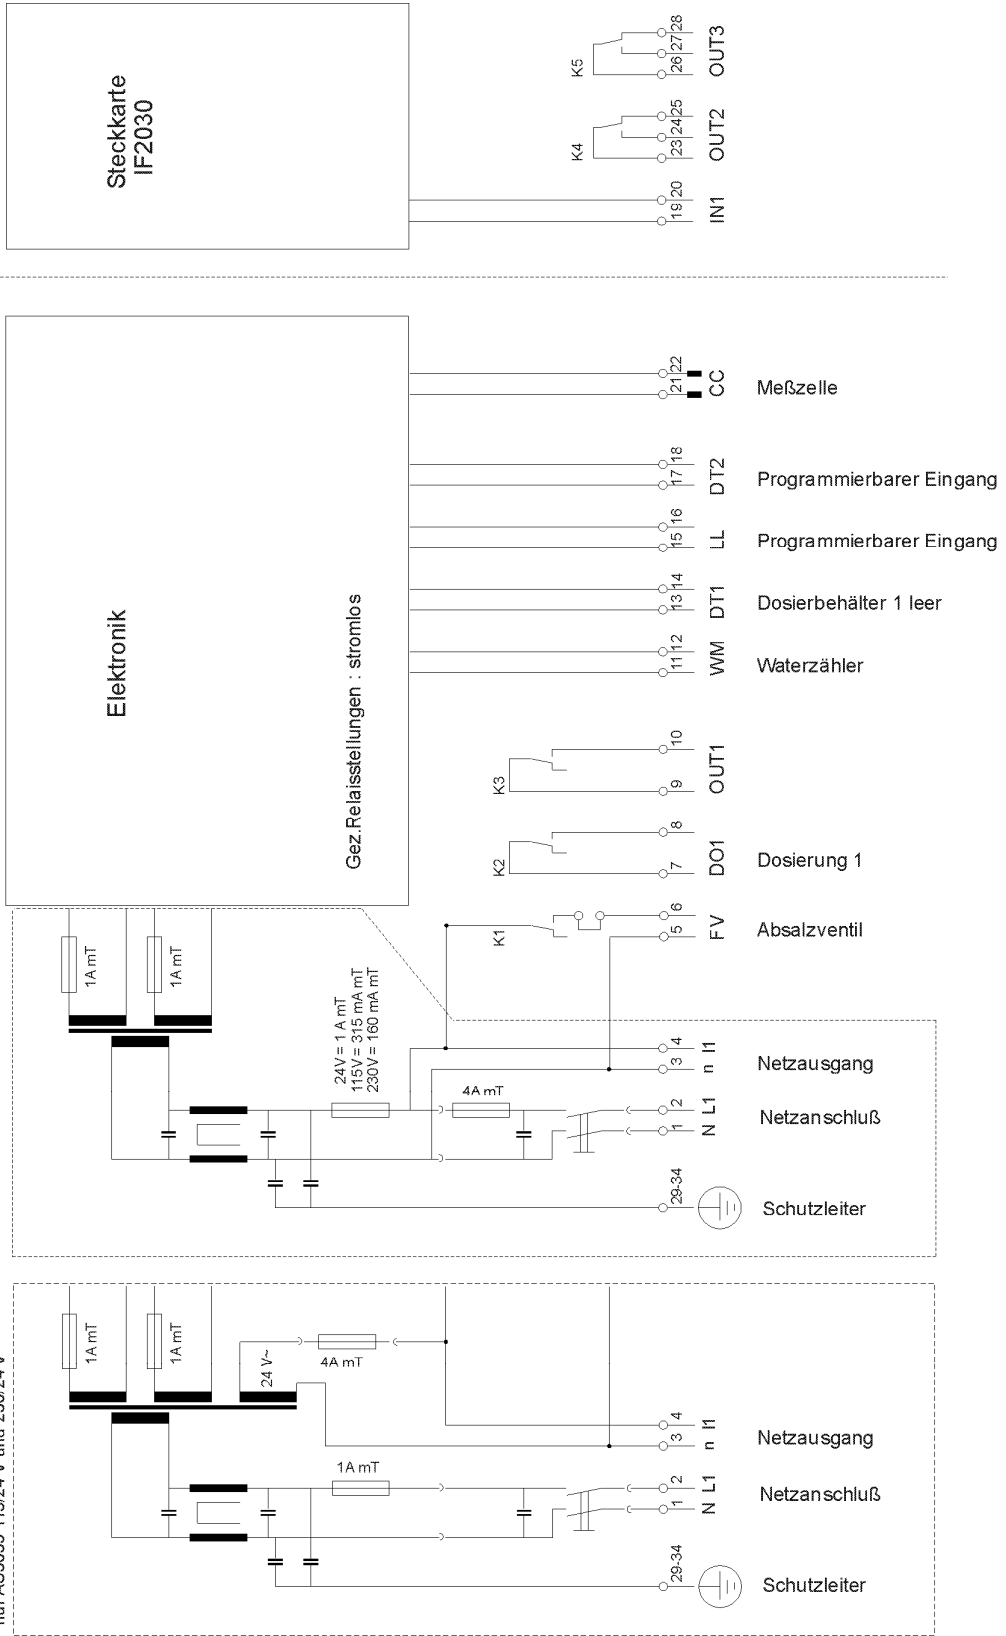 Steckkarte
IF2030
K5
26 27 28
OUT3
K4
23 24 25
OUT2
19 20
IN1
Elektronik
Gez.Relaisstellungen : stromlos
21 22
CC
Meßzelle
17 18
DT2
Programmierbarer Eingang
15 16
LL
Programmierbarer Eingang
13 14
DT1
Dosierbehälter 1 leer
11 12
WM
Waterzähler
K3
9 10
OUT1
K2
7 8
DO1
Dosierung 1
K1
5 6
FV
Absalzventil
1A mT
1A mT
24V = 1 A mT
115V = 315 mA mT
230V = 160 mA mT
4A mT
3 4
n l1
Netzausgang
1 2
N L1
Netzanschluß
29-34
Schutzleiter
1A mT
1A mT
24 V~
4A mT
1A mT
3 4
n l1
Netzausgang
1 2
N L1
Netzanschluß
29-34
Schutzleiter